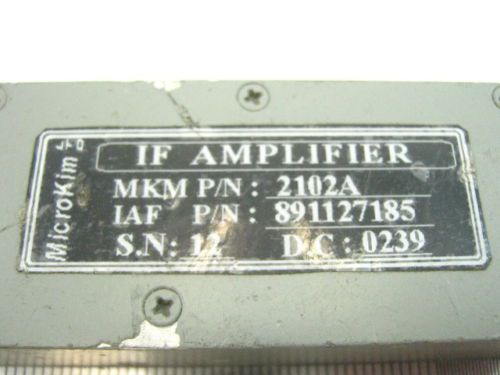 MicroKim LTD
IF AMPLIFIER
MKM P/N: 2102A
IAF P/N: 891127185
S.N: 12 D.C: 0239